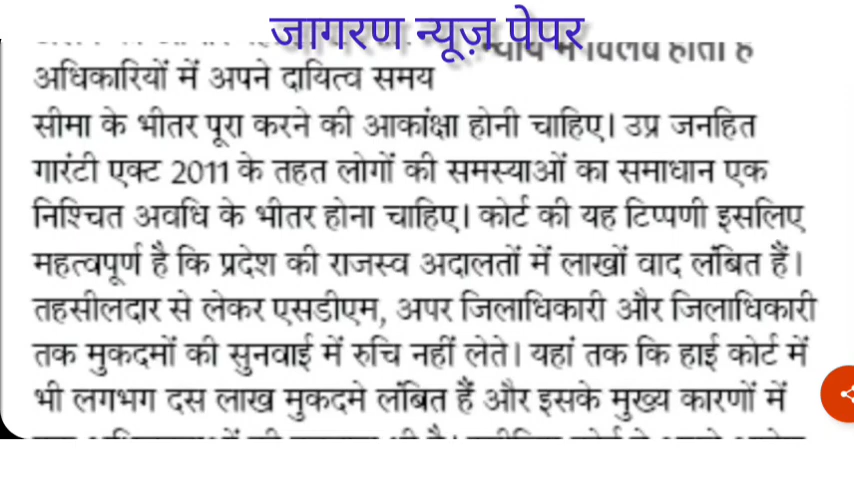 जागरण न्यूज़ पेपर
न्याय में विलंब होता है
अधिकारियों में अपने दायित्व समय
सीमा के भीतर पूरा करने की आकांक्षा होनी चाहिए। उप्र जनहित
गारंटी एक्ट 2011 के तहत लोगों की समस्याओं का समाधान एक
निश्चित अवधि के भीतर होना चाहिए। कोर्ट की यह टिप्पणी इसलिए
महत्वपूर्ण है कि प्रदेश की राजस्व अदालतों में लाखों वाद लंबित हैं।
तहसीलदार से लेकर एसडीएम, अपर जिलाधिकारी और जिलाधिकारी
तक मुकदमों की सुनवाई में रुचि नहीं लेते। यहां तक कि हाई कोर्ट में
भी लगभग दस लाख मुकदमे लंबित हैं और इसके मुख्य कारणों में